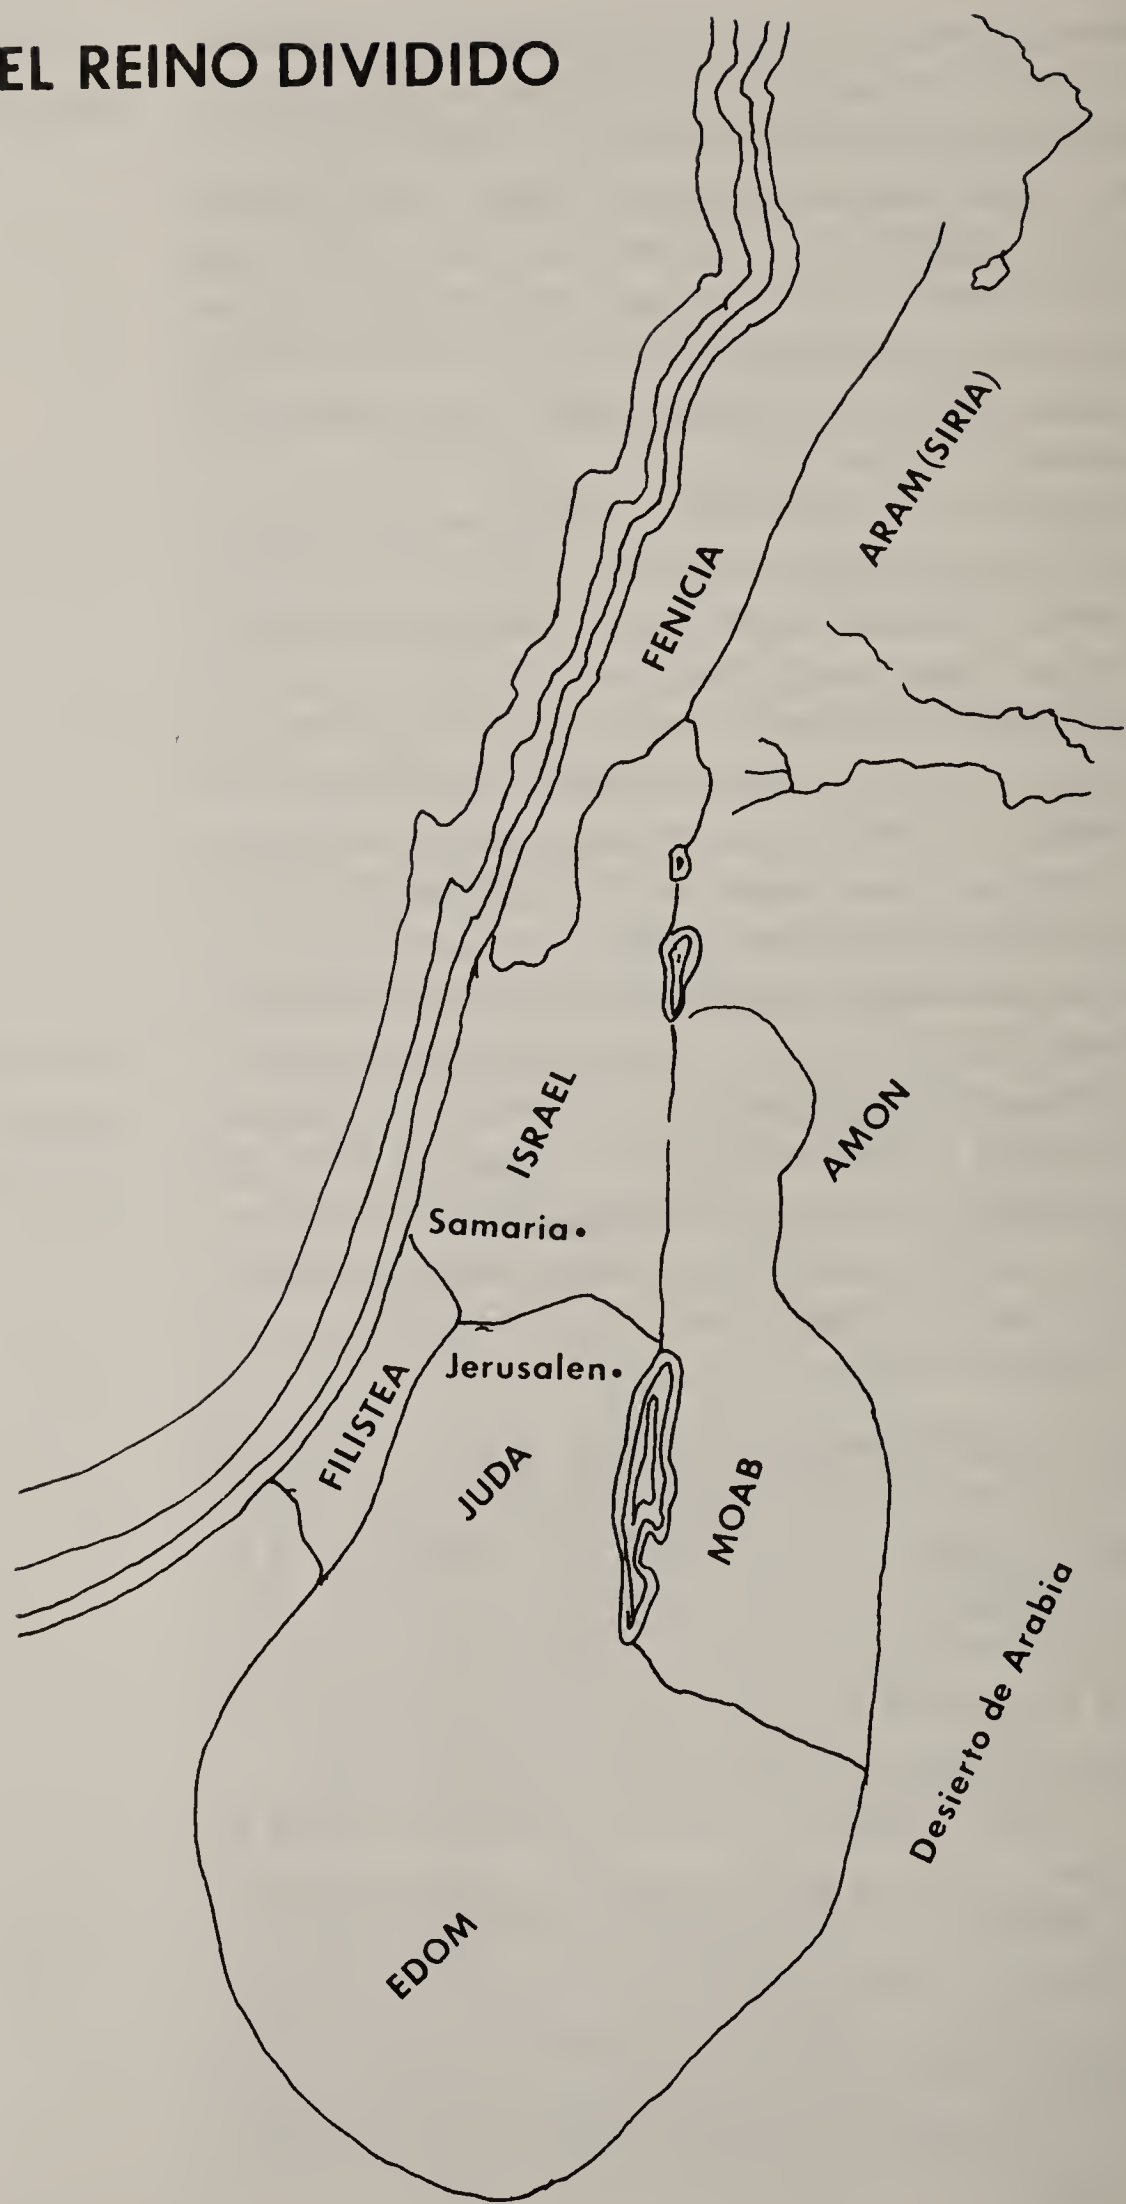 EL REINO DIVIDIDO
ARAM (SIRIA)
FENICIA
ISRAEL
AMON
Samaria
Jerusalen
FILISTEA
JUDA
MOAB
Desierto de Arabia
EDOM